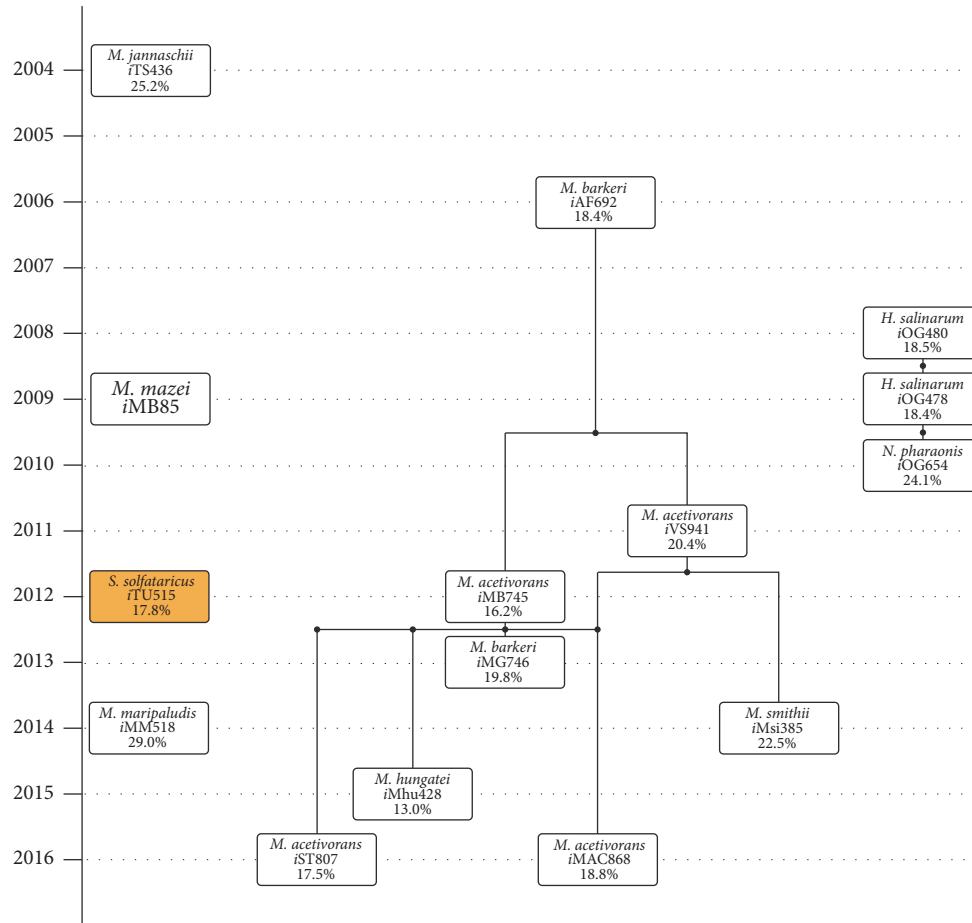 2004
M. jannaschii
iTS436
25.2%
2005
2006
M. barkeri
iAF692
18.4%
2007
2008
H. salinarum
iOG480
18.5%
2009
M. mazei
iMB85
H. salinarum
iOG478
18.4%
2010
N. pharaonis
iOG654
24.1%
2011
M. acetivorans
iVS941
20.4%
2012
S. solfataricus
iTU515
17.8%
M. acetivorans
iMB745
16.2%
2013
M. barkeri
iMG746
19.8%
2014
M. maripaludis
iMM518
29.0%
M. smithii
iMsi385
22.5%
2015
M. hungatei
iMhu428
13.0%
2016
M. acetivorans
iST807
17.5%
M. acetivorans
iMAC868
18.8%